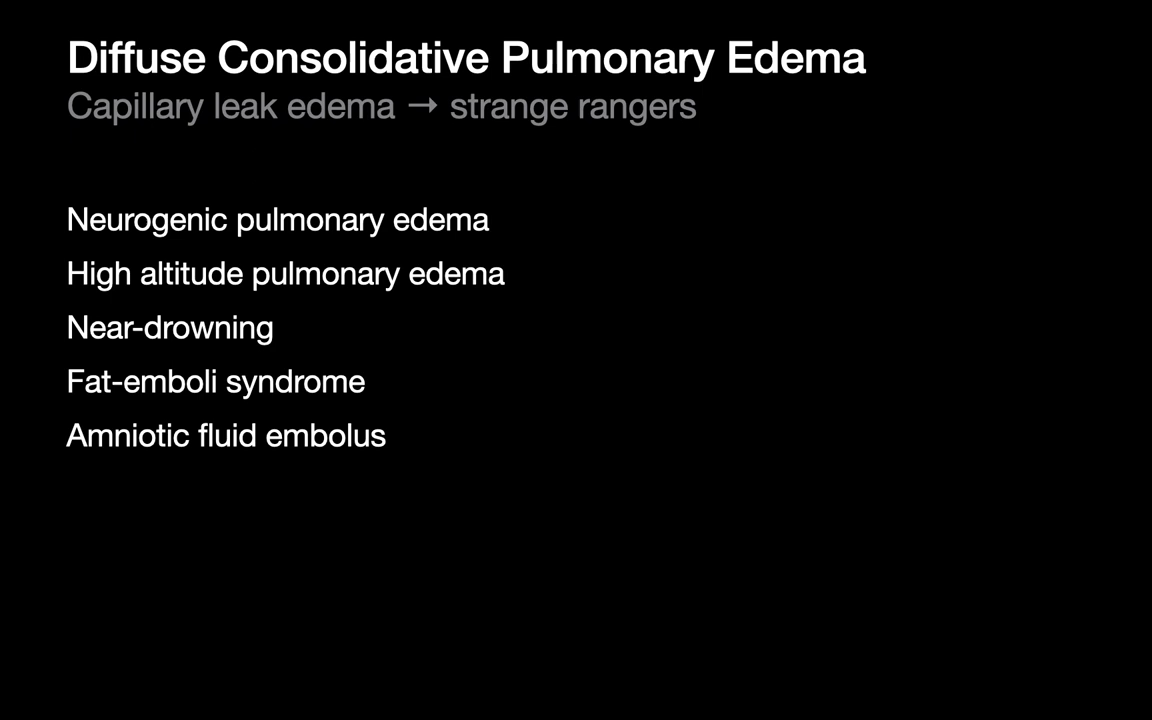 Diffuse Consolidative Pulmonary Edema
Capillary leak edema → strange rangers
Neurogenic pulmonary edema
High altitude pulmonary edema
Near-drowning
Fat-emboli syndrome
Amniotic fluid embolus